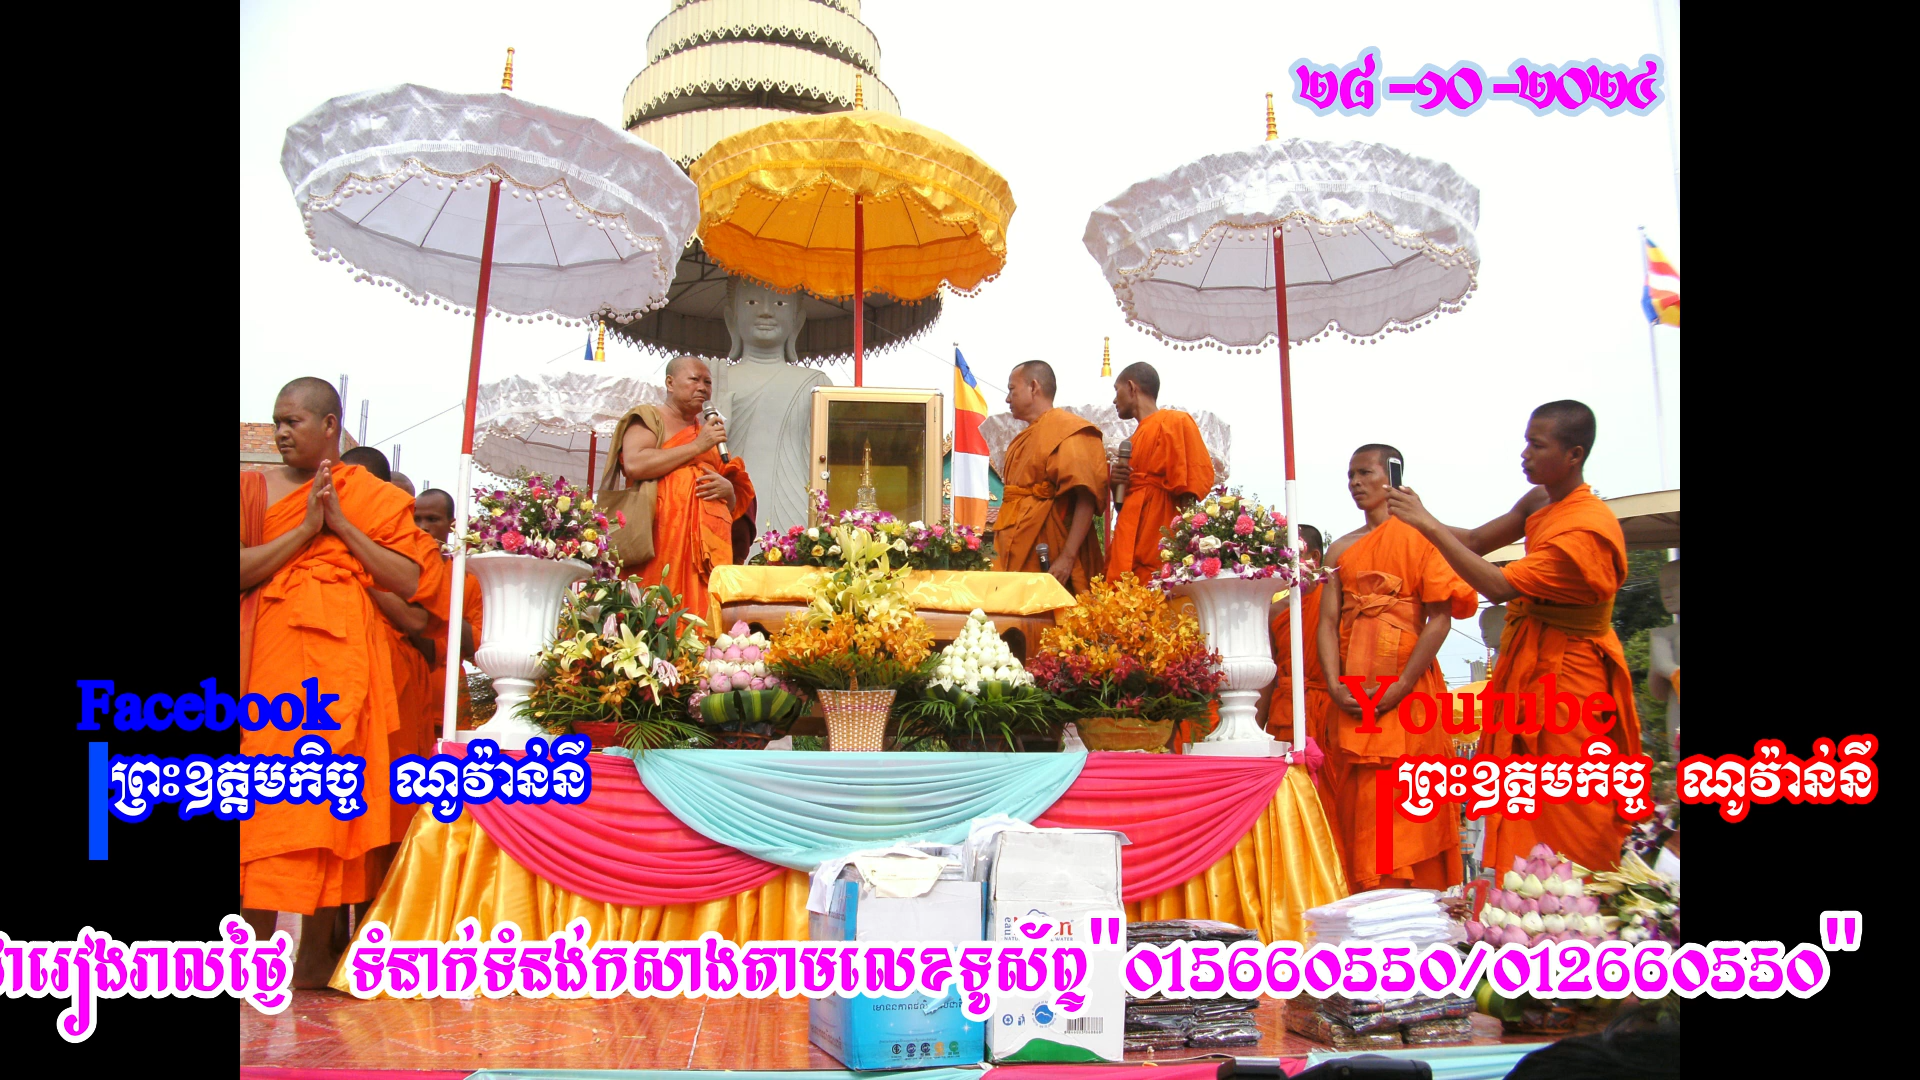 ២៨ -១០ -២០២៤
Facebook
ព្រះឧត្តមកិច្ច ណូវ៉ាន់នី
Youtube
ព្រះឧត្តមកិច្ច ណូវ៉ាន់នី
ជារៀងរាលថ្ងៃ ទំនាក់ទំនង់កសាងតាមលេខទូស័ព្ទ "015660550/012660550"